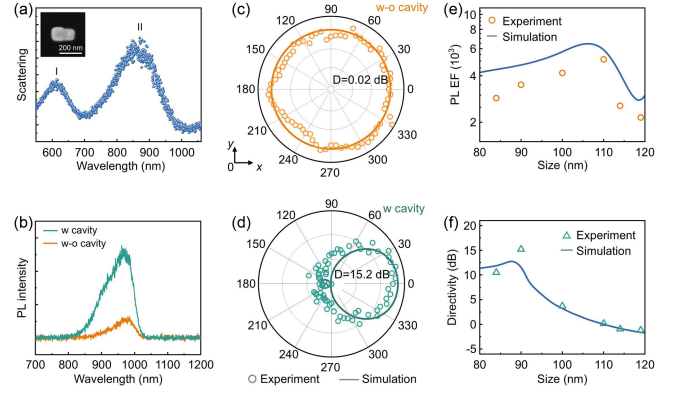 (a)
II
I
200 nm
Scattering
600 700 800 900 1000
Wavelength (nm)
(b)
w cavity
w-o cavity
PL intensity
700 800 900 1000 1100 1200
Wavelength (nm)
(c)
w-o cavity
90
120 60
150 30
180 0
210 330
240 300
270
D=0.02 dB
y
0 x
(d)
w cavity
90
120 60
150 30
180 0
210 330
240 300
270
D=15.2 dB
Experiment Simulation
(e)
Experiment
Simulation
PL EF (10³)
10
8
6
4
2
80 90 100 110 120
Size (nm)
(f)
Experiment
Simulation
Directivity (dB)
20
15
10
5
0
-5
80 90 100 110 120
Size (nm)